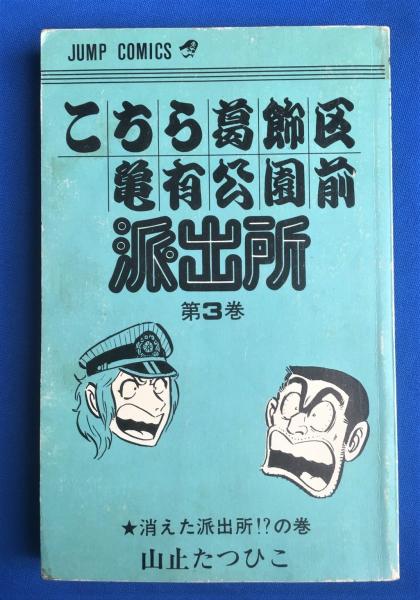 JUMP COMICS
こちら葛飾区
亀有公園前
派出所
第3巻
★消えた派出所!?の巻
山止たつひこ